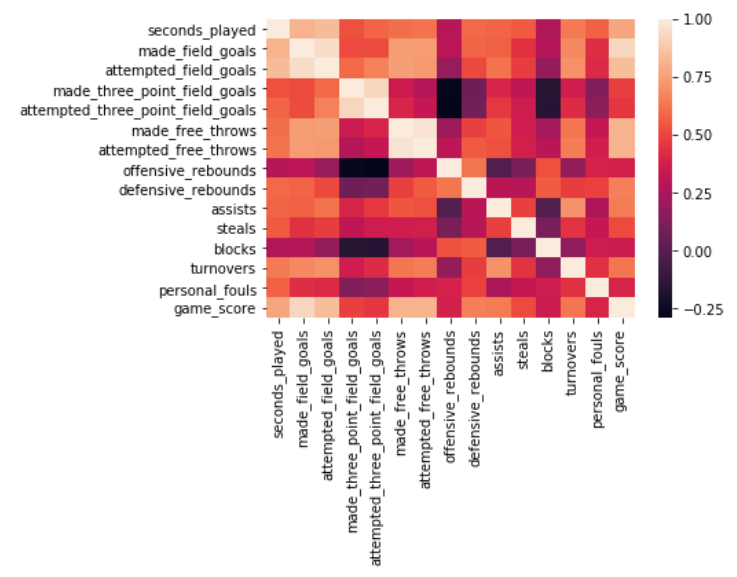 seconds_played
made_field_goals
attempted_field_goals
made_three_point_field_goals
attempted_three_point_field_goals
made_free_throws
attempted_free_throws
offensive_rebounds
defensive_rebounds
assists
steals
blocks
turnovers
personal_fouls
game_score
1.00
0.75
0.50
0.25
0.00
−0.25
seconds_played
made_field_goals
attempted_field_goals
made_three_point_field_goals
attempted_three_point_field_goals
made_free_throws
attempted_free_throws
offensive_rebounds
defensive_rebounds
assists
steals
blocks
turnovers
personal_fouls
game_score